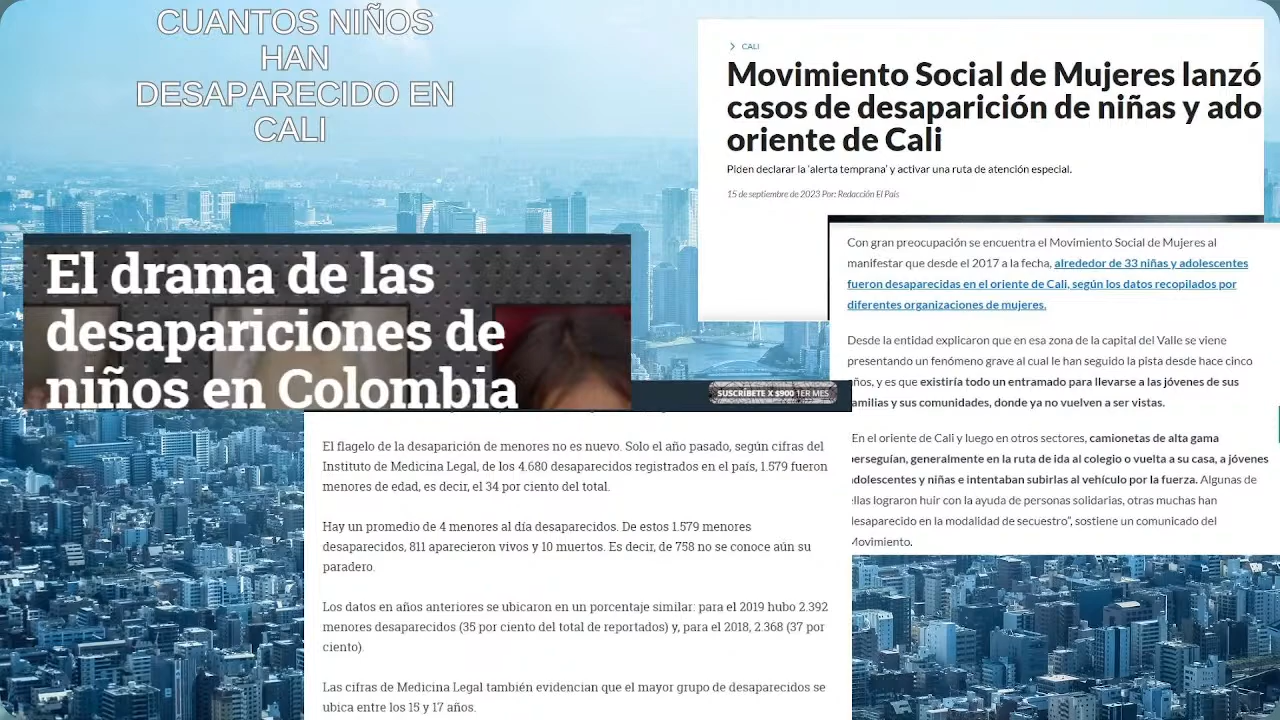 CUANTOS NIÑOS
HAN
DESAPARECIDO EN
CALI
CALI
Movimiento Social de Mujeres lanzó
casos de desaparición de niñas y ado
oriente de Cali
Piden declarar la 'alerta temprana' y activar una ruta de atención especial.
15 de septiembre de 2023 Por: Redacción El País
Con gran preocupación se encuentra el Movimiento Social de Mujeres al
manifestar que desde el 2017 a la fecha, alrededor de 33 niñas y adolescentes
fueron desaparecidas en el oriente de Cali, según los datos recopilados por
diferentes organizaciones de mujeres.
Desde la entidad explicaron que en esa zona de la capital del Valle se viene
presentando un fenómeno grave al cual le han seguido la pista desde hace cinco
años, y es que existiría todo un entramado para llevarse a las jóvenes de sus
familias y sus comunidades, donde ya no vuelven a ser vistas.
"En el oriente de Cali y luego en otros sectores, camionetas de alta gama
perseguían, generalmente en la ruta de ida al colegio o vuelta a su casa, a jóvenes
adolescentes y niñas e intentaban subirlas al vehículo por la fuerza. Algunas de
ellas lograron huir con la ayuda de personas solidarias, otras muchas han
desaparecido en la modalidad de secuestro", sostiene un comunicado del
Movimiento.
El drama de las
desapariciones de
niños en Colombia
SUSCRÍBETE X $900 1ER MES
El flagelo de la desaparición de menores no es nuevo. Solo el año pasado, según cifras del
Instituto de Medicina Legal, de los 4.680 desaparecidos registrados en el país, 1.579 fueron
menores de edad, es decir, el 34 por ciento del total.
Hay un promedio de 4 menores al día desaparecidos. De estos 1.579 menores
desaparecidos, 811 aparecieron vivos y 10 muertos. Es decir, de 758 no se conoce aún su
paradero.
Los datos en años anteriores se ubicaron en un porcentaje similar: para el 2019 hubo 2.392
menores desaparecidos (35 por ciento del total de reportados) y, para el 2018, 2.368 (37 por
ciento).
Las cifras de Medicina Legal también evidencian que el mayor grupo de desaparecidos se
ubica entre los 15 y 17 años.